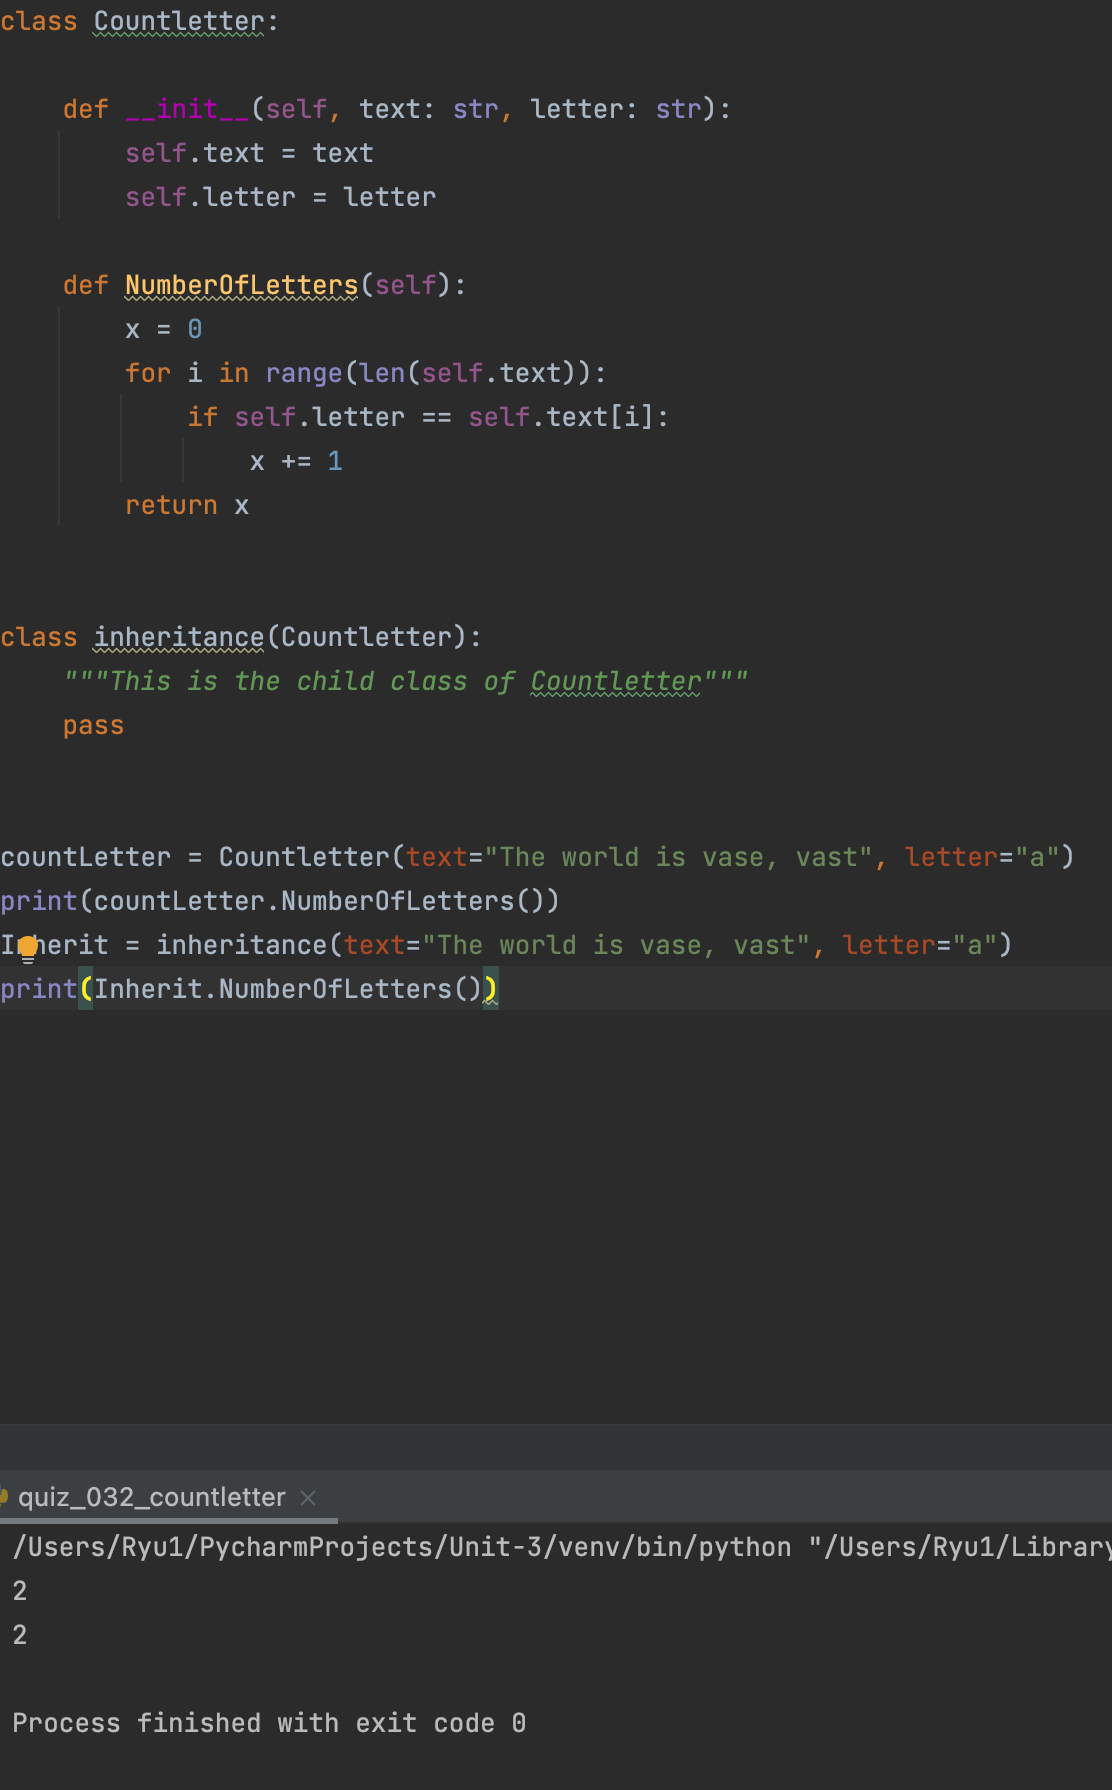 class Countletter:
def __init__(self, text: str, letter: str):
self.text = text
self.letter = letter
def NumberOfLetters(self):
x = 0
for i in range(len(self.text)):
if self.letter == self.text[i]:
x += 1
return x
class inheritance(Countletter):
"""This is the child class of Countletter"""
pass
countLetter = Countletter(text="The world is vase, vast", letter="a")
print(countLetter.NumberOfLetters())
Inherit = inheritance(text="The world is vase, vast", letter="a")
print(Inherit.NumberOfLetters())
quiz_032_countletter
/Users/Ryu1/PycharmProjects/Unit-3/venv/bin/python "/Users/Ryu1/Library
2
2
Process finished with exit code 0